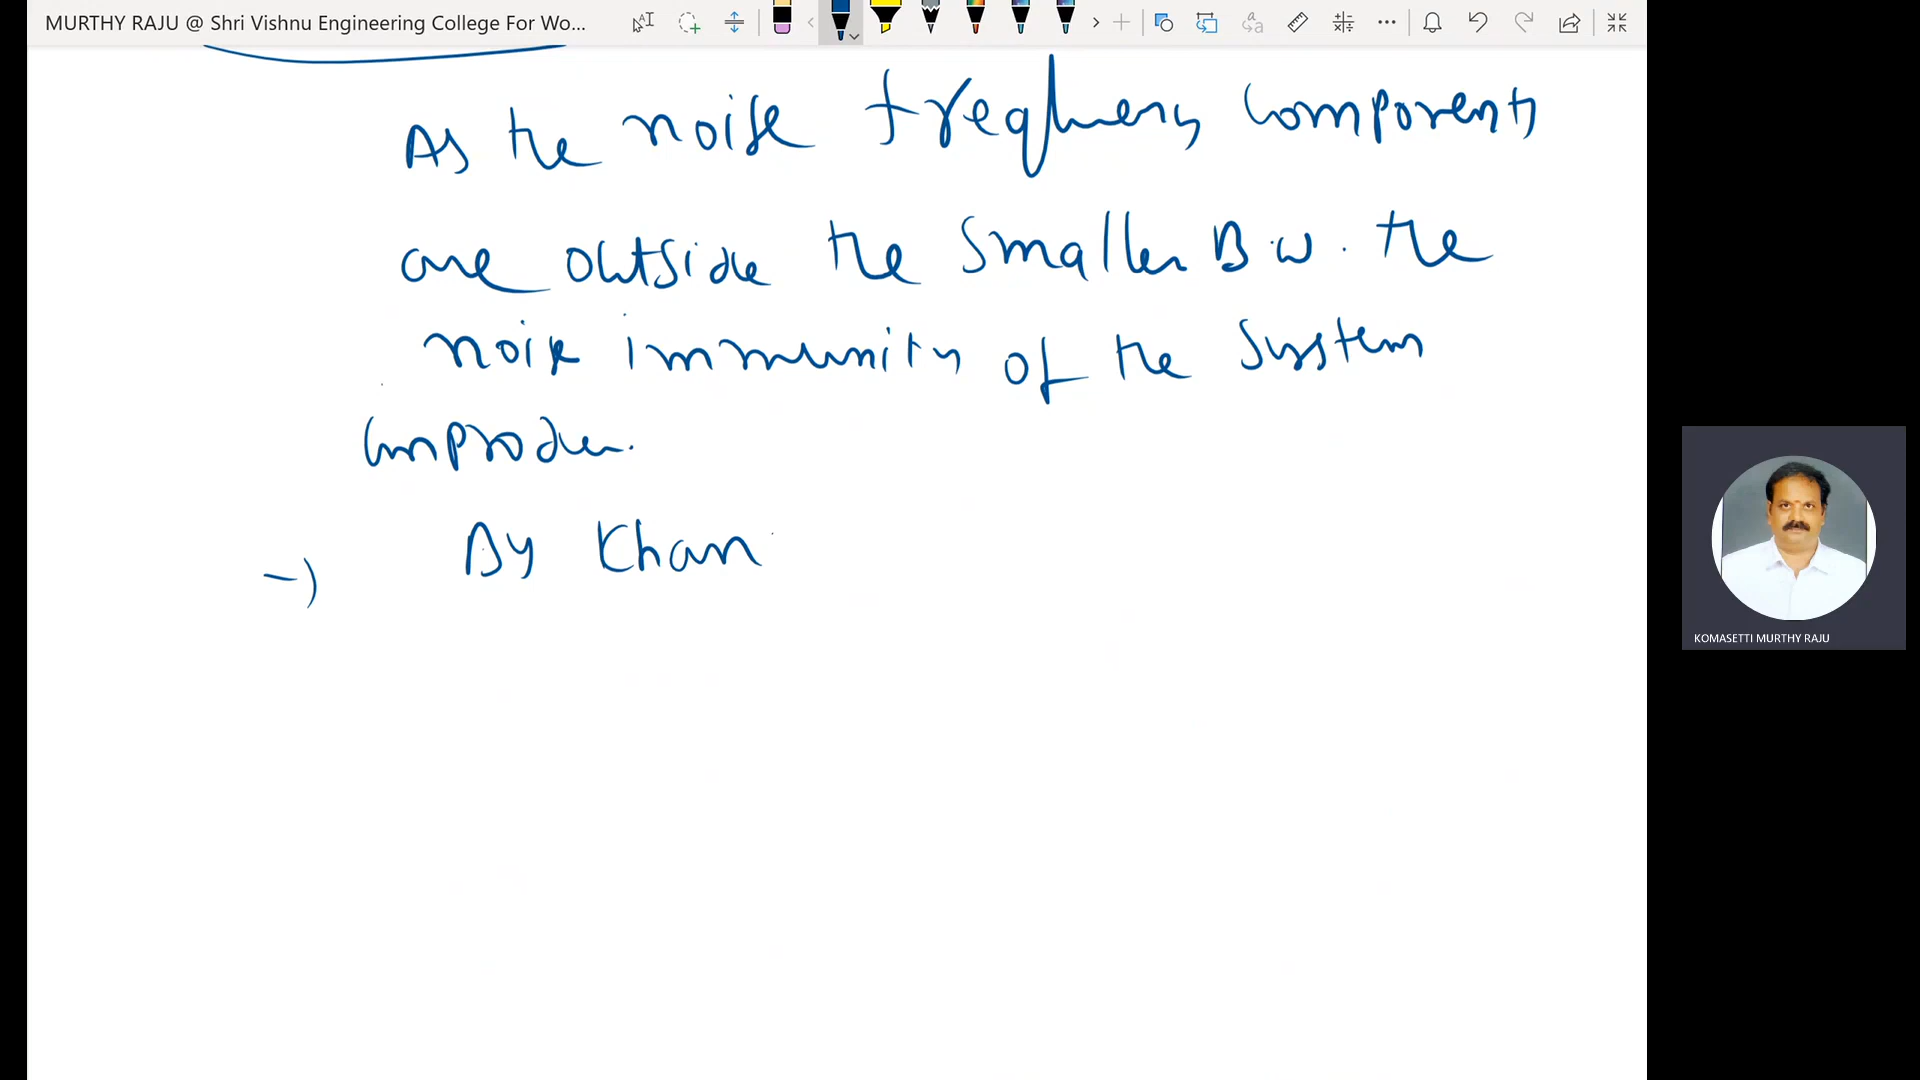 MURTHY RAJU @ Shri Vishnu Engineering College For Wo...
As the noise frequency components
are outside the smaller B.W. the
noise immunity of the system
improves.
→ By Chan
KOMASETTI MURTHY RAJU